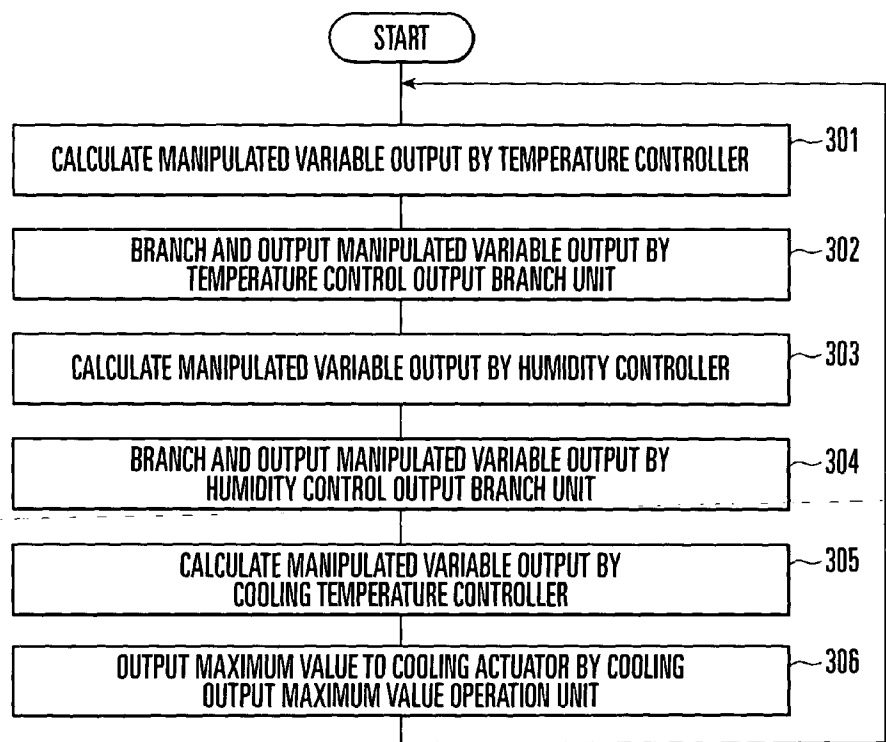 START
CALCULATE MANIPULATED VARIABLE OUTPUT BY TEMPERATURE CONTROLLER
301
BRANCH AND OUTPUT MANIPULATED VARIABLE OUTPUT BY
TEMPERATURE CONTROL OUTPUT BRANCH UNIT
302
CALCULATE MANIPULATED VARIABLE OUTPUT BY HUMIDITY CONTROLLER
303
BRANCH AND OUTPUT MANIPULATED VARIABLE OUTPUT BY
HUMIDITY CONTROL OUTPUT BRANCH UNIT
304
CALCULATE MANIPULATED VARIABLE OUTPUT BY
COOLING TEMPERATURE CONTROLLER
305
OUTPUT MAXIMUM VALUE TO COOLING ACTUATOR BY COOLING
OUTPUT MAXIMUM VALUE OPERATION UNIT
306